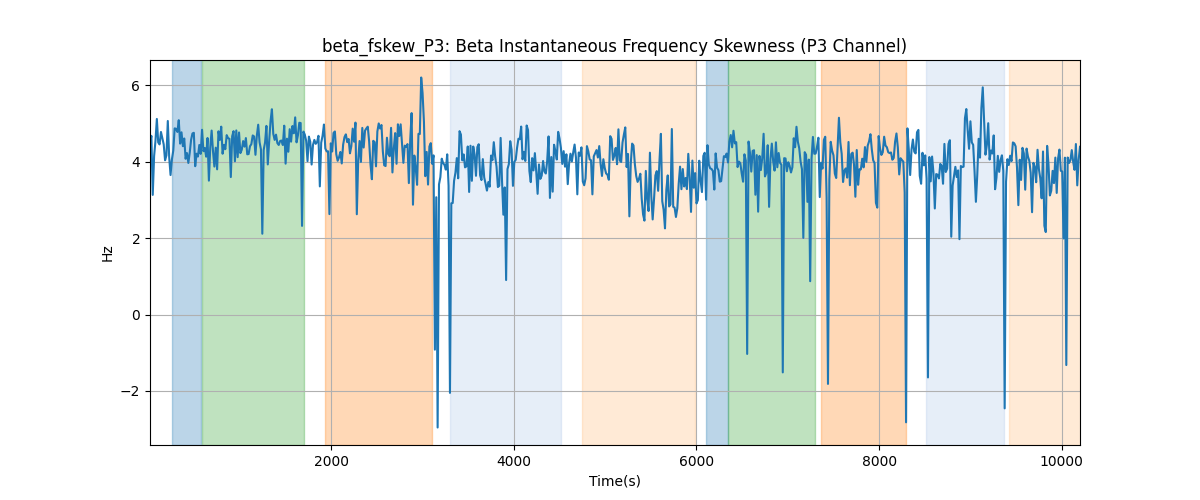 beta_fskew_P3: Beta Instantaneous Frequency Skewness (P3 Channel)
6
4
2
0
−2
Hz
2000 4000 6000 8000 10000
Time(s)